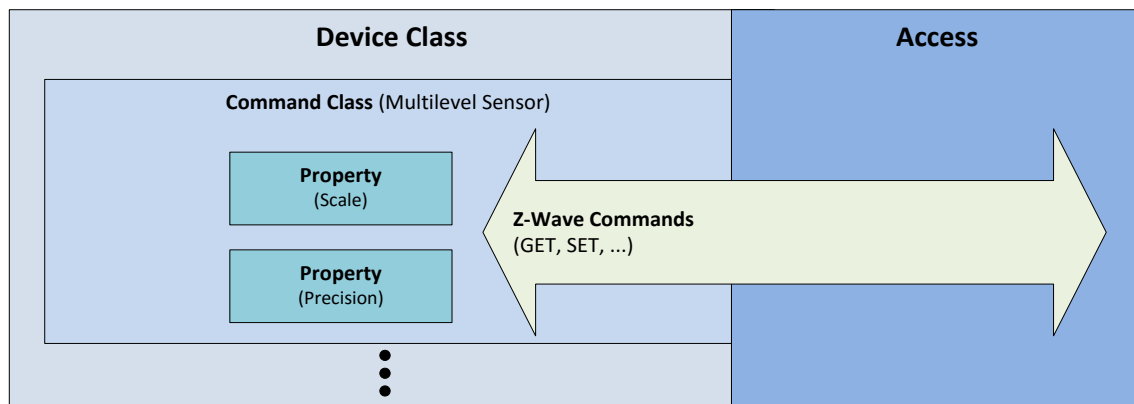 Device Class
Access
Command Class (Multilevel Sensor)
Property
(Scale)
Z-Wave Commands
(GET, SET, ...)
Property
(Precision)